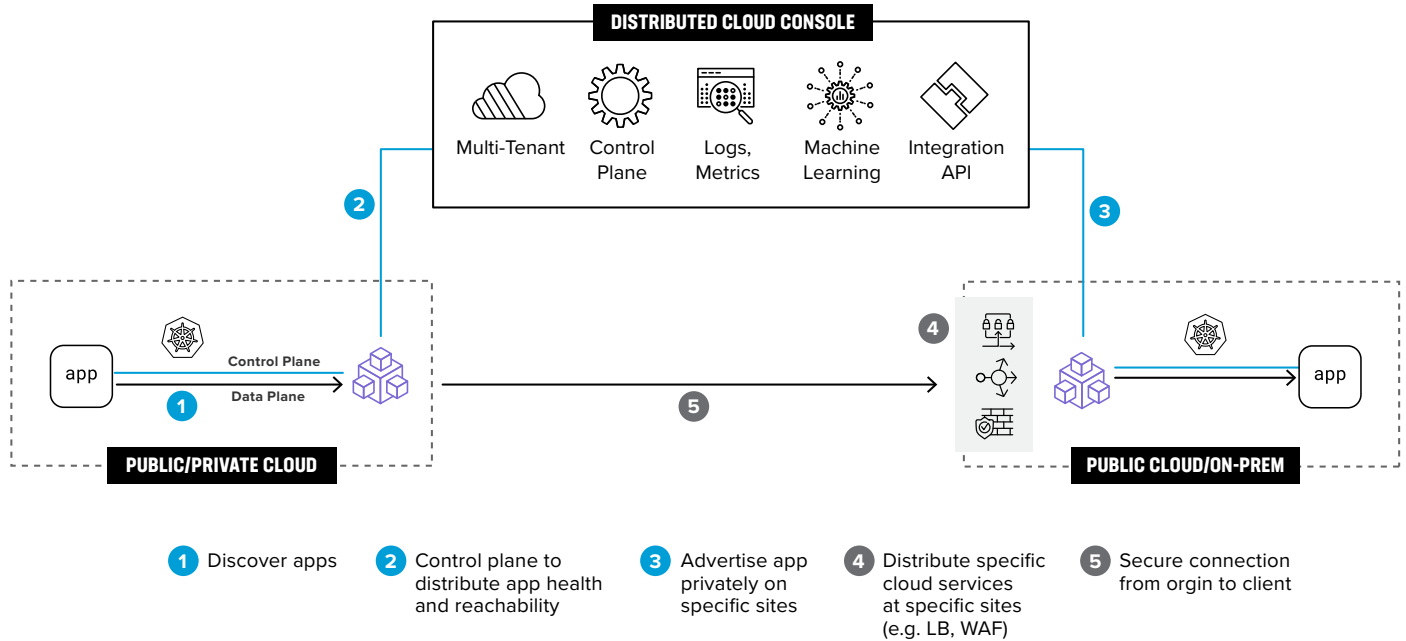 DISTRIBUTED CLOUD CONSOLE
Multi-Tenant
Control
Plane
Logs,
Metrics
Machine
Learning
Integration
API
2
3
app
Control Plane
Data Plane
1
5
4
app
PUBLIC/PRIVATE CLOUD
PUBLIC CLOUD/ON-PREM
1 Discover apps
2 Control plane to
distribute app health
and reachability
3 Advertise app
privately on
specific sites
4 Distribute specific
cloud services
at specific sites
(e.g. LB, WAF)
5 Secure connection
from orgin to client